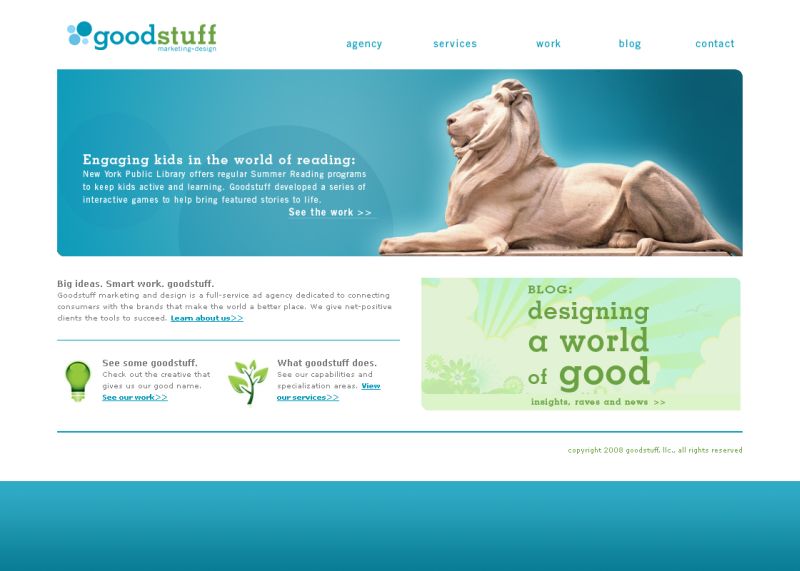 goodstuff
marketing+design
agency services work blog contact
Engaging kids in the world of reading:
New York Public Library offers regular Summer Reading programs
to keep kids active and learning. Goodstuff developed a series of
interactive games to help bring featured stories to life.
See the work >>
Big ideas. Smart work. goodstuff.
Goodstuff marketing and design is a full-service ad agency dedicated to connecting
consumers with the brands that make the world a better place. We give net-positive
clients the tools to succeed. Learn about us>>
See some goodstuff.
Check out the creative that
gives us our good name.
See our work>>
What goodstuff does.
See our capabilities and
specialization areas. View
our services>>
BLOG:
designing
a world
of good
insights, raves and news >>
copyright 2008 goodstuff, llc., all rights reserved